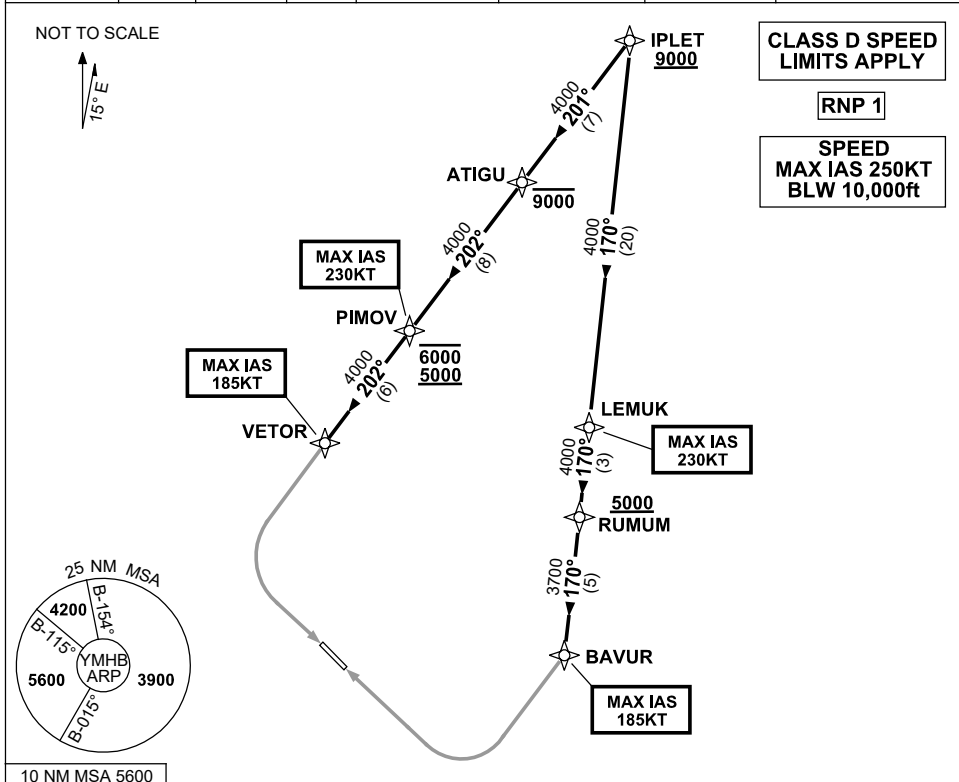 NOT TO SCALE
15° E
IPLET
9000
CLASS D SPEED
LIMITS APPLY
RNP 1
SPEED
MAX IAS 250KT
BLW 10,000ft
4000
201°
(7)
ATIGU
9000
4000
202°
(8)
4000
170°
(20)
MAX IAS
230KT
PIMOV
6000
5000
4000
202°
(6)
MAX IAS
185KT
VETOR
LEMUK
MAX IAS
230KT
4000
170°
(3)
5000
RUMUM
3700
170°
(5)
BAVUR
MAX IAS
185KT
25 NM MSA
4200
B-154°
B-115°
YMHB
ARP
5600
3900
B-015°
10 NM MSA 5600